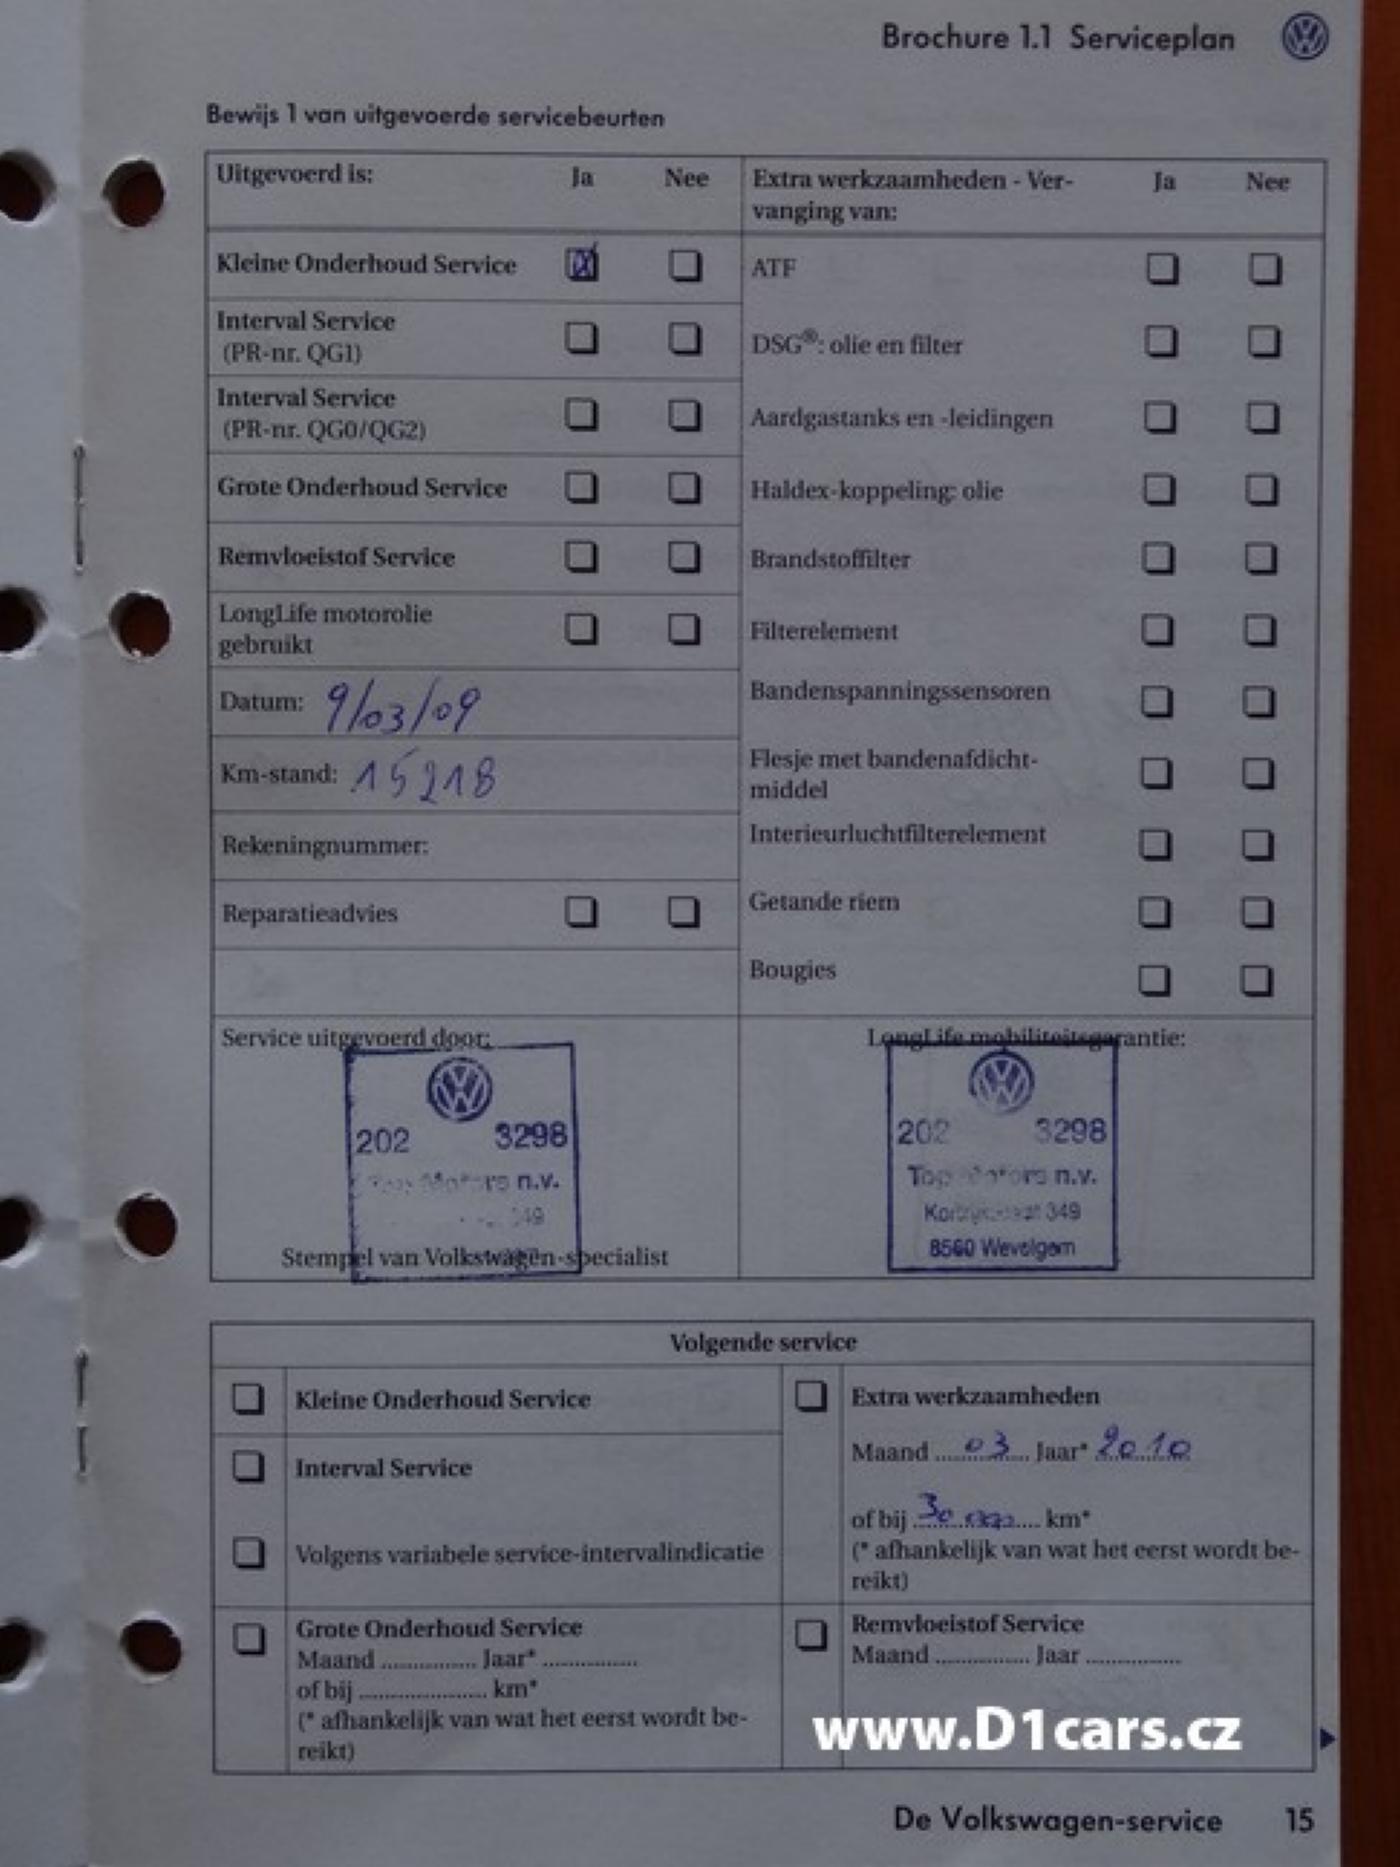 Brochure 1.1 Serviceplan
Bewijs 1 van uitgevoerde servicebeurten
Uitgevoerd is: Ja Nee
Kleine Onderhoud Service
Interval Service
(PR-nr. QG1)
Interval Service
(PR-nr. QG0/QG2)
Grote Onderhoud Service
Remvloeistof Service
LongLife motorolie
gebruikt
Datum: 9/03/09
Km-stand: 15218
Rekeningnummer:
Reparatieadvies
Extra werkzaamheden - Ver-
vanging van: Ja Nee
ATF
DSG®: olie en filter
Aardgastanks en -leidingen
Haldex-koppeling: olie
Brandstoffilter
Filterelement
Bandenspanningssensoren
Flesje met bandenafdicht-
middel
Interieurluchtfilterelement
Getande riem
Bougies
Service uitgevoerd door:
202 3298
Top Motors n.v.
349
Stempel van Volkswagen-specialist
LongLife mobiliteitsgarantie:
202 3298
Top Motors n.v.
349
8560 Wevelgem
Volgende service
Kleine Onderhoud Service
Interval Service
Volgens variabele service-intervalindicatie
Grote Onderhoud Service
Maand ................ Jaar* ................
of bij ...................... km*
(* afhankelijk van wat het eerst wordt be-
reikt)
Extra werkzaamheden
Maand .....03.... Jaar* 2010
of bij 30 km*
(* afhankelijk van wat het eerst wordt be-
reikt)
Remvloeistof Service
Maand ................ Jaar ................
www.D1cars.cz
De Volkswagen-service 15